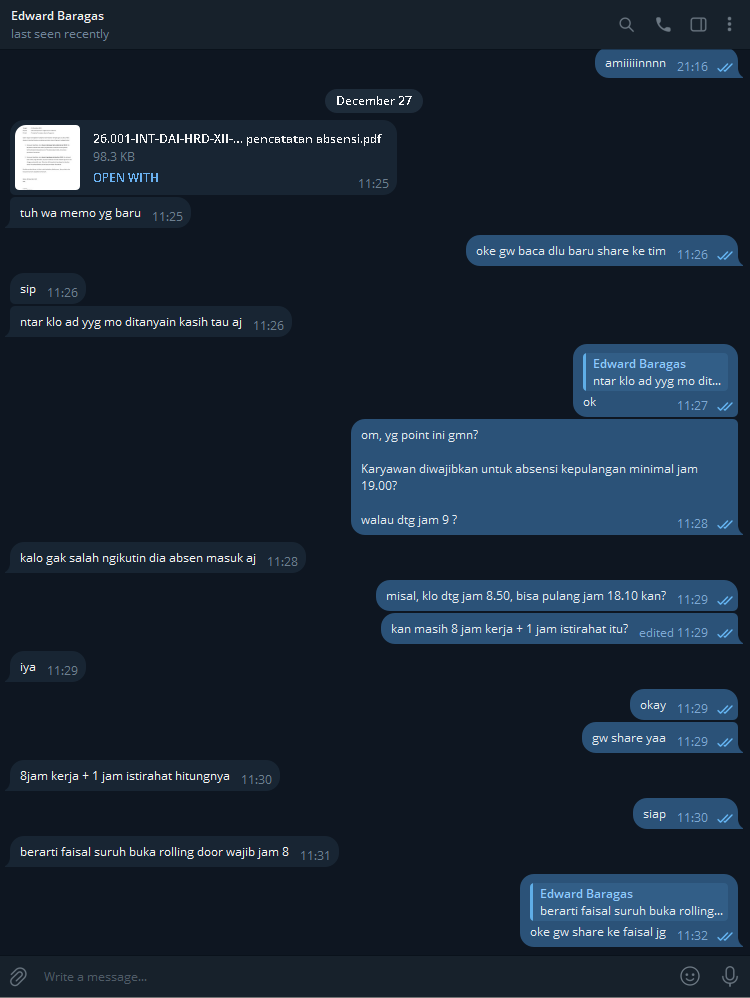 Edward Baragas
last seen recently
amiiiiinnnn 21:16
December 27
26.001-INT-DAI-HRD-XII-... pencatatan absensi.pdf
98.3 KB
OPEN WITH
11:25
tuh wa memo yg baru 11:25
oke gw baca dlu baru share ke tim 11:26
sip 11:26
ntar klo ad yyg mo ditanyain kasih tau aj 11:26
Edward Baragas
ntar klo ad yyg mo dit...
ok 11:27
om, yg point ini gmn?
Karyawan diwajibkan untuk absensi kepulangan minimal jam
19.00?
walau dtg jam 9 ?
11:28
kalo gak salah ngikutin dia absen masuk aj 11:28
misal, klo dtg jam 8.50, bisa pulang jam 18.10 kan? 11:29
kan masih 8 jam kerja + 1 jam istirahat itu? edited 11:29
iya 11:29
okay 11:29
gw share yaa 11:29
8jam kerja + 1 jam istirahat hitungnya 11:30
siap 11:30
berarti faisal suruh buka rolling door wajib jam 8 11:31
Edward Baragas
berarti faisal suruh buka rolling...
oke gw share ke faisal jg 11:32
Write a message...